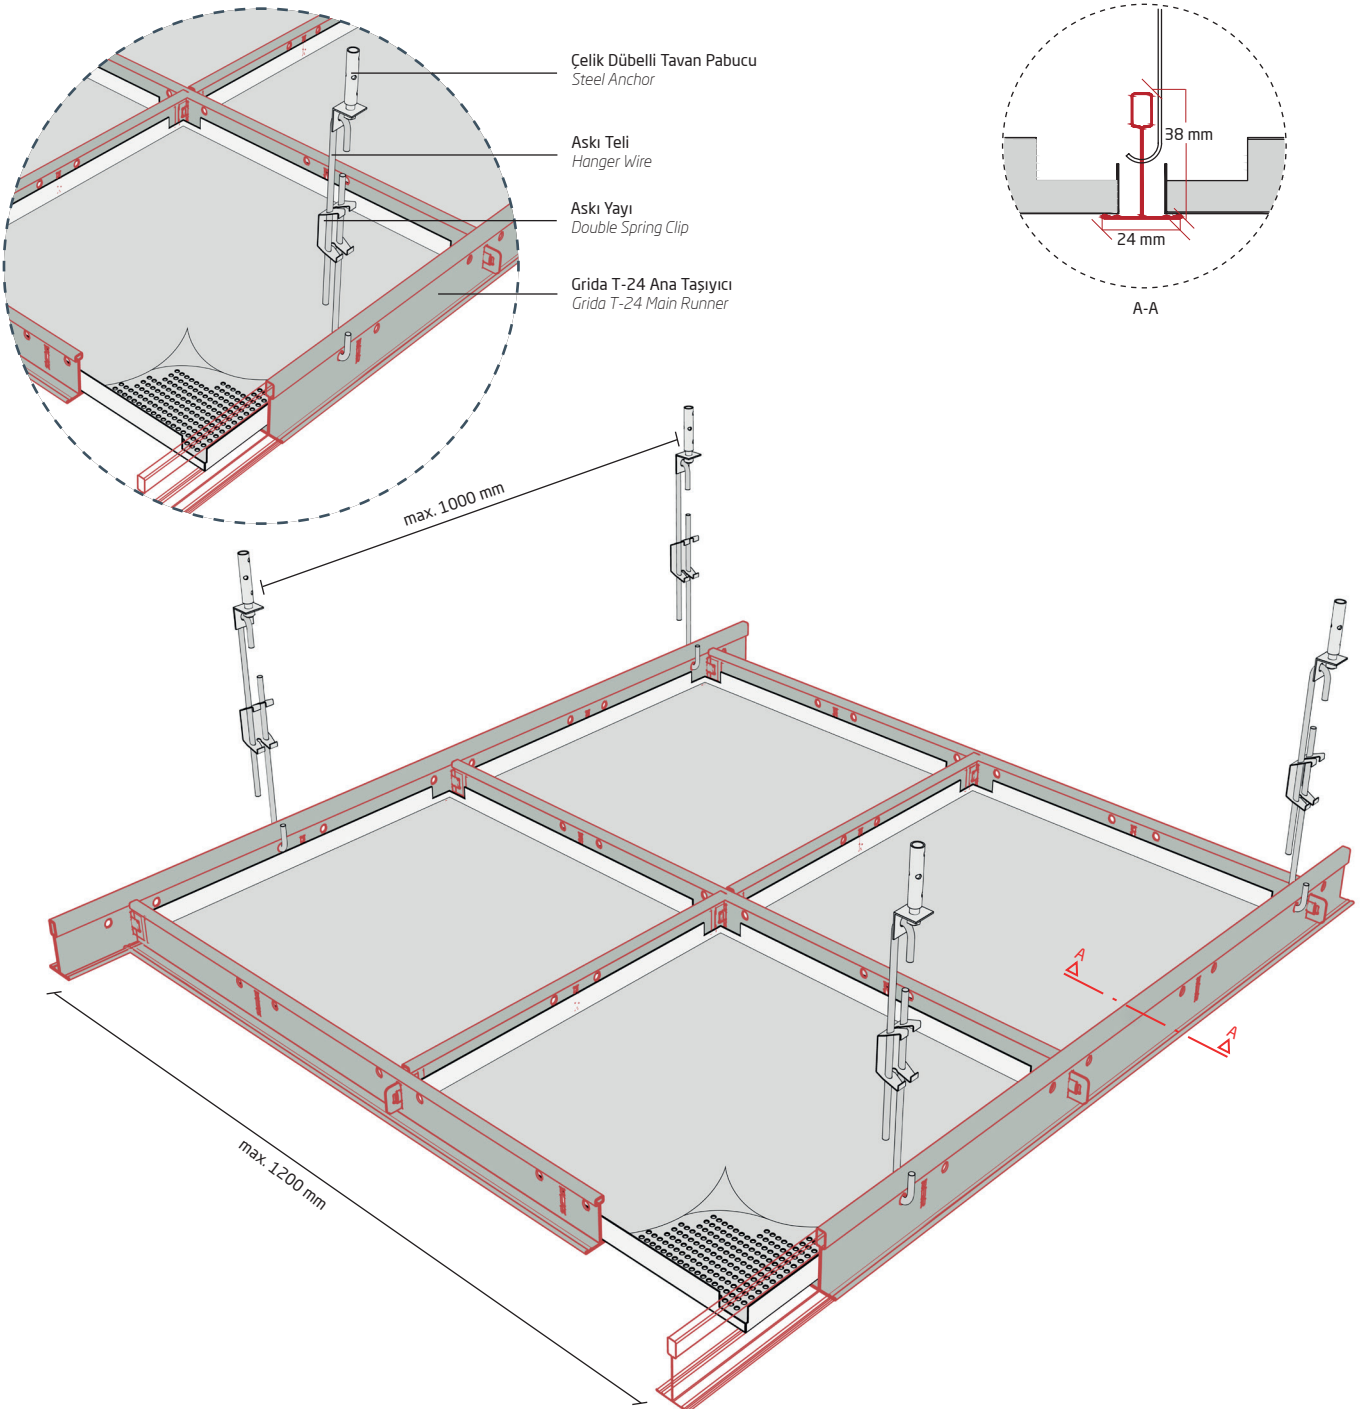 Çelik Dübelli Tavan Pabucu
Steel Anchor
Askı Teli
Hanger Wire
Askı Yayı
Double Spring Clip
Grida T-24 Ana Taşıyıcı
Grida T-24 Main Runner
38 mm
24 mm
A-A
max. 1000 mm
A
A
max. 1200 mm